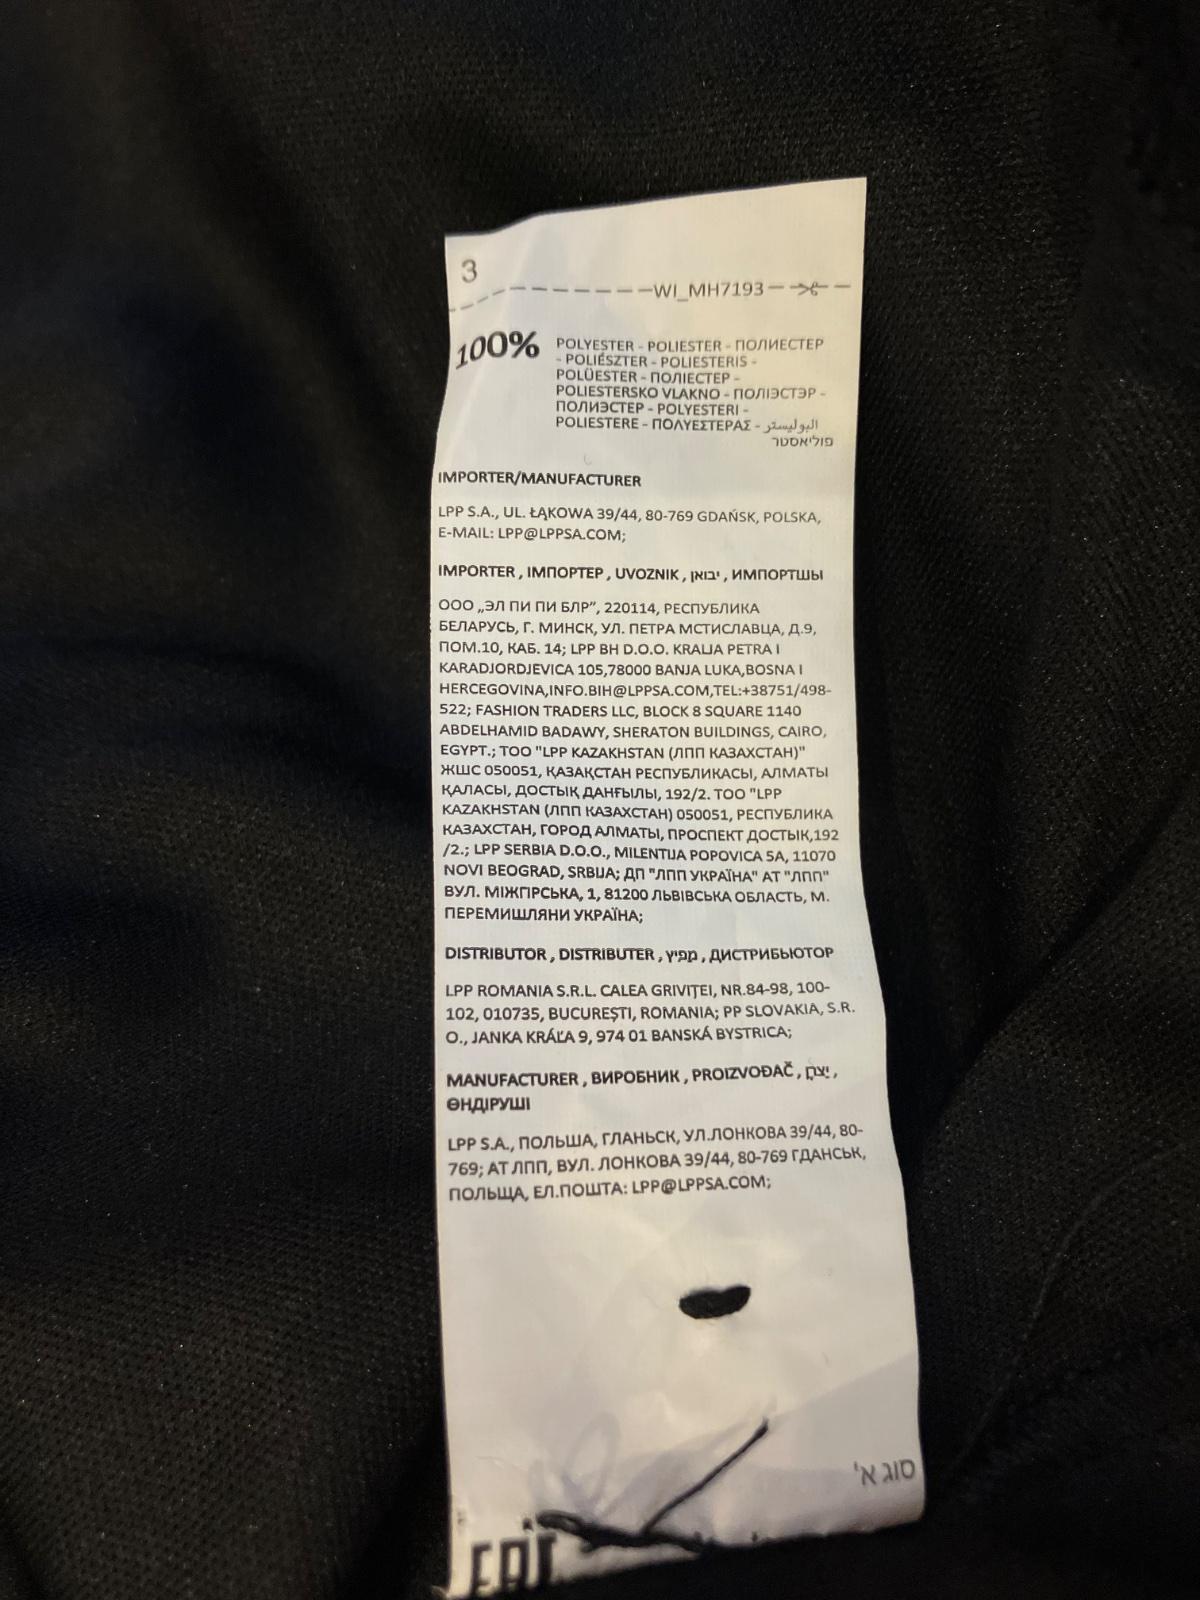 3
WI_MH7193
100%
POLYESTER - POLIESTER - ПОЛИЕСТЕР
- POLIÉSZTER - POLIESTERIS -
POLÜESTER - ПОЛІЕСТЕР -
POLIESTERSKO VLAKNO - ПОЛІЭСТЭР -
ПОЛИЭСТЕР - POLYESTERI -
POLIESTERE - ΠΟΛΥΕΣΤΕΡΑΣ - البوليستر
פוליאסטר
IMPORTER/MANUFACTURER
LPP S.A., UL. ŁĄKOWA 39/44, 80-769 GDAŃSK, POLSKA,
E-MAIL: LPP@LPPSA.COM;
IMPORTER , ІМПОРТЕР , UVOZNIK , יבואן , ИМПОРТШЫ
ООО „ЭЛ ПИ ПИ БЛР”, 220114, РЕСПУБЛИКА
БЕЛАРУСЬ, Г. МИНСК, УЛ. ПЕТРА МСТИСЛАВЦА, Д.9,
ПОМ.10, КАБ. 14; LPP BH D.O.O. KRALJA PETRA I
KARADJORDJEVICA 105,78000 BANJA LUKA,BOSNA I
HERCEGOVINA,INFO.BIH@LPPSA.COM,TEL:+38751/498-
522; FASHION TRADERS LLC, BLOCK 8 SQUARE 1140
ABDELHAMID BADAWY, SHERATON BUILDINGS, CAIRO,
EGYPT.; ТОО "LPP KAZAKHSTAN (ЛПП КАЗАХСТАН)"
ЖШС 050051, ҚАЗАҚСТАН РЕСПУБЛИКАСЫ, АЛМАТЫ
ҚАЛАСЫ, ДОСТЫҚ ДАНҒЫЛЫ, 192/2. ТОО "LPP
KAZAKHSTAN (ЛПП КАЗАХСТАН) 050051, РЕСПУБЛИКА
КАЗАХСТАН, ГОРОД АЛМАТЫ, ПРОСПЕКТ ДОСТЫК,192
/2.; LPP SERBIA D.O.O., MILENTIJA POPOVICA 5A, 11070
NOVI BEOGRAD, SRBIJA; ДП "ЛПП УКРАЇНА" АТ "ЛПП"
ВУЛ. МІЖГІРСЬКА, 1, 81200 ЛЬВІВСЬКА ОБЛАСТЬ, М.
ПЕРЕМИШЛЯНИ УКРАЇНА;
DISTRIBUTOR , DISTRIBUTER , מפיץ , ДИСТРИБЬЮТОР
LPP ROMANIA S.R.L. CALEA GRIVIȚEI, NR.84-98, 100-
102, 010735, BUCUREȘTI, ROMANIA; PP SLOVAKIA, S.R.
O., JANKA KRÁĽA 9, 974 01 BANSKÁ BYSTRICA;
MANUFACTURER , ВИРОБНИК , PROIZVOĐAČ , יצרן ,
ӨНДІРУШІ
LPP S.A., ПОЛЬША, ГЛАНЬСК, УЛ.ЛОНКОВА 39/44, 80-
769; АТ ЛПП, ВУЛ. ЛОНКОВА 39/44, 80-769 ГДАНСЬК,
ПОЛЬЩА, ЕЛ.ПОШТА: LPP@LPPSA.COM;
סוג א'